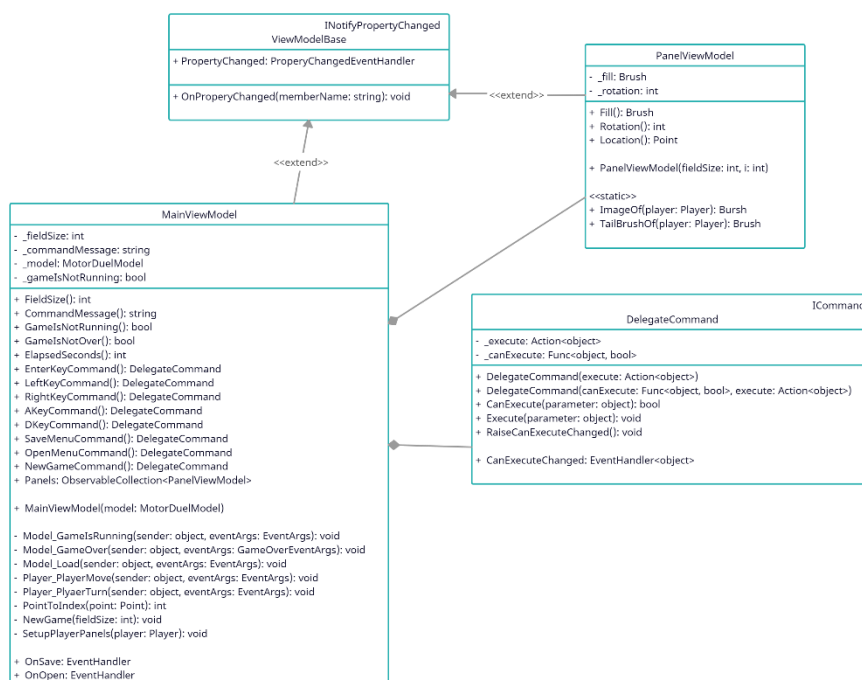 INotifyPropertyChanged
ViewModelBase
+ PropertyChanged: ProperyChangedEventHandler
+ OnProperyChanged(memberName: string): void
<<extend>>
PanelViewModel
- _fill: Brush
- _rotation: int
+ Fill(): Brush
+ Rotation(): int
+ Location(): Point
+ PanelViewModel(fieldSize: int, i: int)
<<static>>
+ ImageOf(player: Player): Bursh
+ TailBrushOf(player: Player): Brush
<<extend>>
MainViewModel
- _fieldSize: int
- _commandMessage: string
- _model: MotorDuelModel
- _gameIsNotRunning: bool
+ FieldSize(): int
+ CommandMessage(): string
+ GameIsNotRunning(): bool
+ GameIsNotOver(): bool
+ ElapsedSeconds(): int
+ EnterKeyCommand(): DelegateCommand
+ LeftKeyCommand(): DelegateCommand
+ RightKeyCommand(): DelegateCommand
+ AKeyCommand(): DelegateCommand
+ DKeyCommand(): DelegateCommand
+ SaveMenuCommand(): DelegateCommand
+ OpenMenuCommand(): DelegateCommand
+ NewGameCommand(): DelegateCommand
+ Panels: ObservableCollection<PanelViewModel>
+ MainViewModel(model: MotorDuelModel)
- Model_GameIsRunning(sender: object, eventArgs: EventArgs): void
- Model_GameOver(sender: object, eventArgs: GameOverEventArgs): void
- Model_Load(sender: object, eventArgs: EventArgs): void
- Player_PlayerMove(sender: object, eventArgs: EventArgs): void
- Player_PlyaerTurn(sender: object, eventArgs: EventArgs): void
- PointToIndex(point: Point): int
- NewGame(fieldSize: int): void
- SetupPlayerPanels(player: Player): void
+ OnSave: EventHandler
+ OnOpen: EventHandler
ICommand
DelegateCommand
- _execute: Action<object>
- _canExecute: Func<object, bool>
+ DelegateCommand(execute: Action<object>)
+ DelegateCommand(canExecute: Func<object, bool>, execute: Action<object>)
+ CanExecute(parameter: object): bool
+ Execute(parameter: object): void
+ RaiseCanExecuteChanged(): void
+ CanExecuteChanged: EventHandler<object>